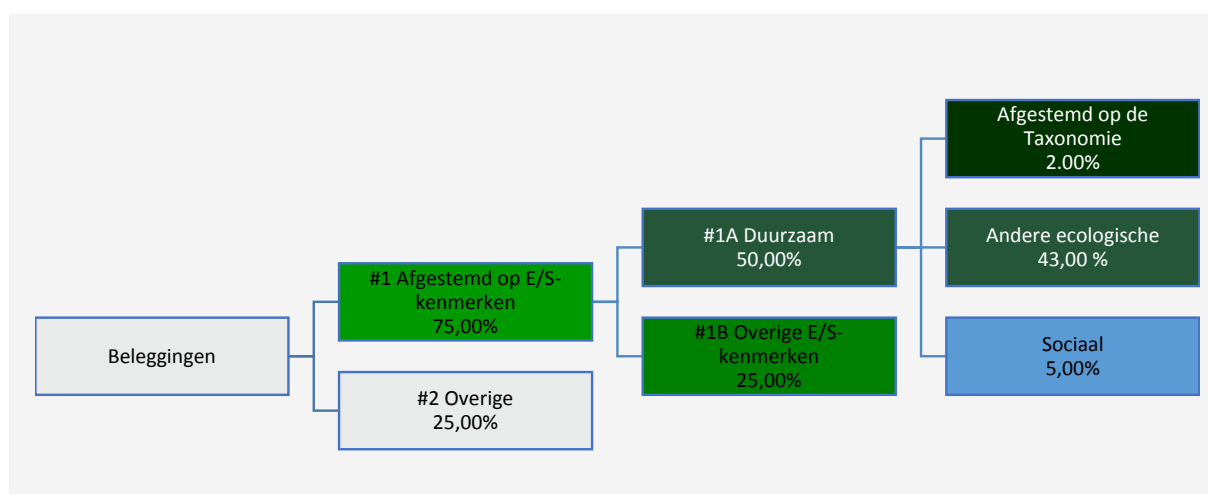 Beleggingen
#1 Afgestemd op E/S-
kenmerken
75,00%
#2 Overige
25,00%
#1A Duurzaam
50,00%
#1B Overige E/S-
kenmerken
25,00%
Afgestemd op de
Taxonomie
2.00%
Andere ecologische
43,00 %
Sociaal
5,00%